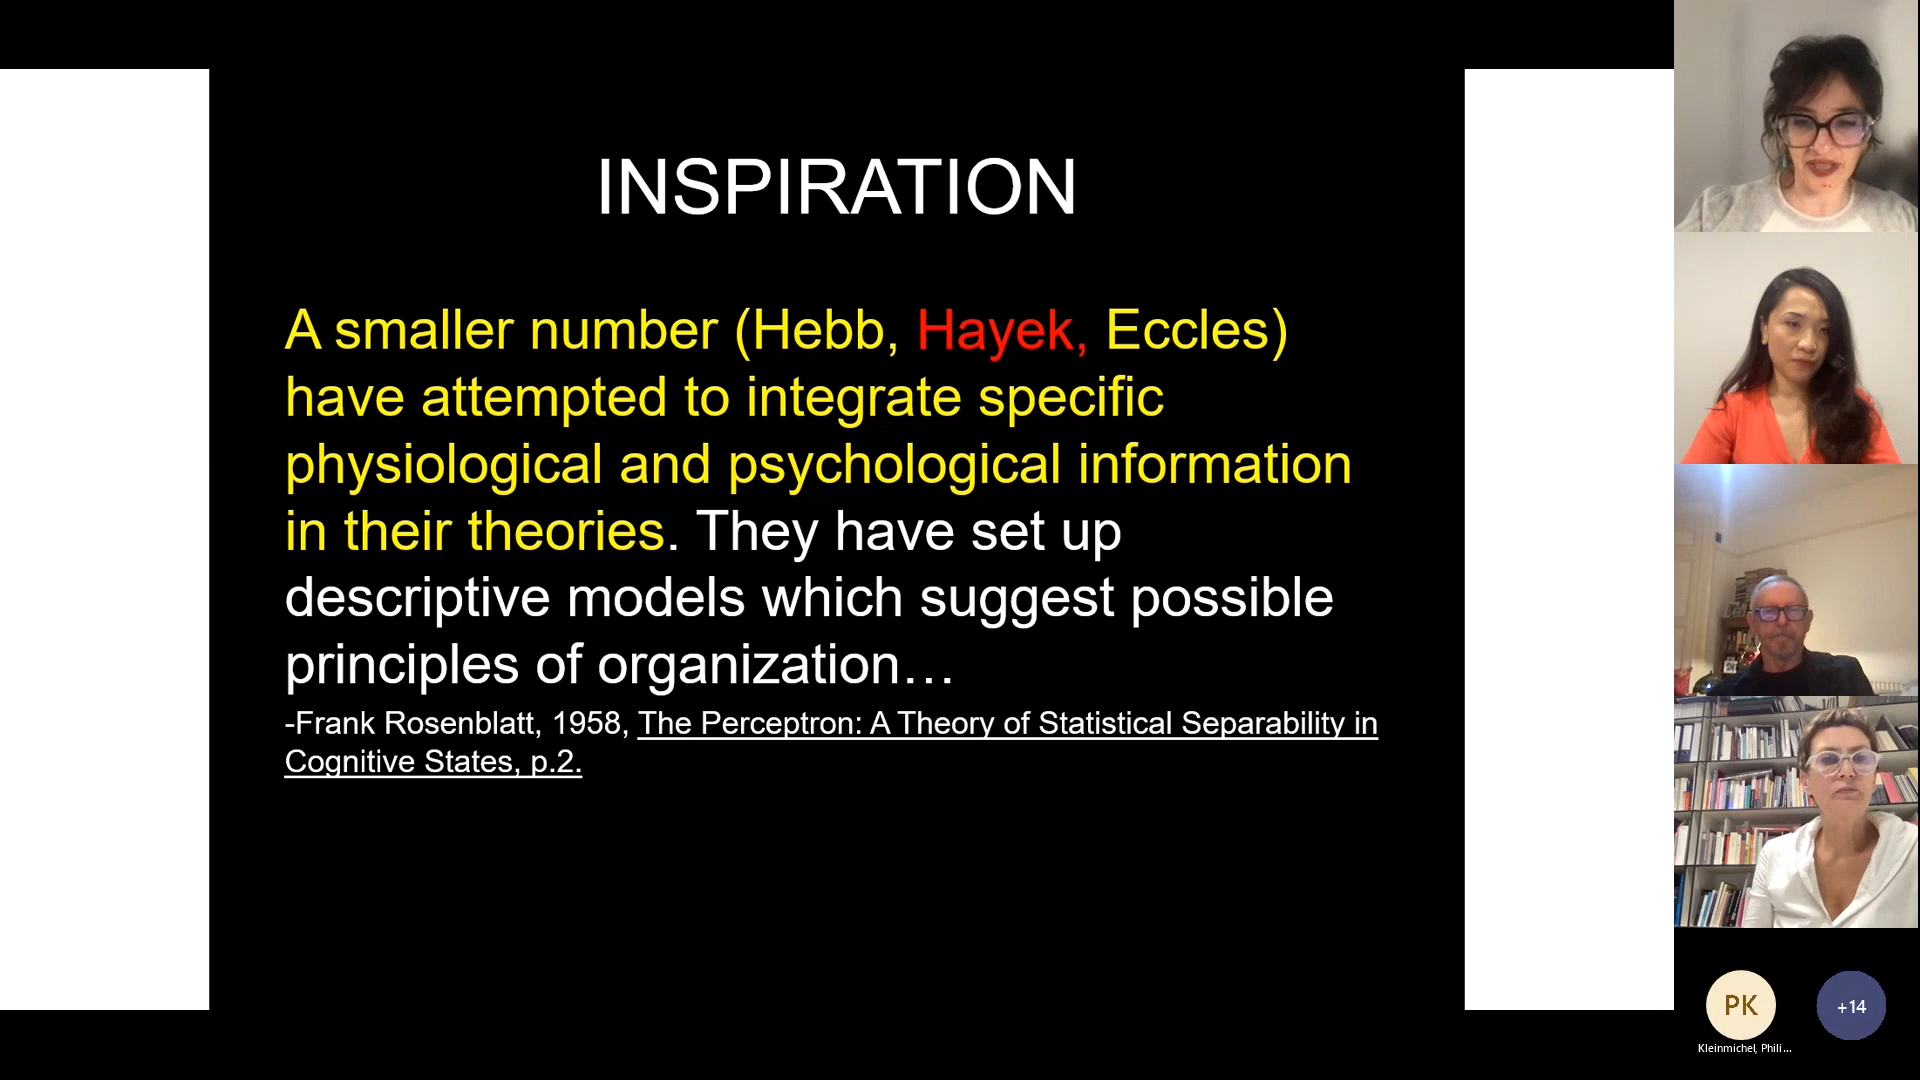 INSPIRATION
A smaller number (Hebb, Hayek, Eccles)
have attempted to integrate specific
physiological and psychological information
in their theories. They have set up
descriptive models which suggest possible
principles of organization…
-Frank Rosenblatt, 1958, The Perceptron: A Theory of Statistical Separability in
Cognitive States, p.2.
PK
+14
Kleinmichel, Phili...